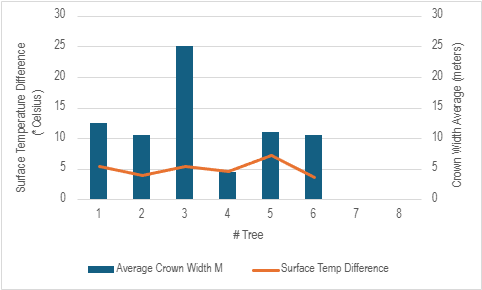 30
25
20
15
10
5
0
Surface Temperature Difference
(° Celsius)
30
25
20
15
10
5
0
Crown Width Average (meters)
1 2 3 4 5 6 7 8
# Tree
Average Crown Width M
Surface Temp Difference